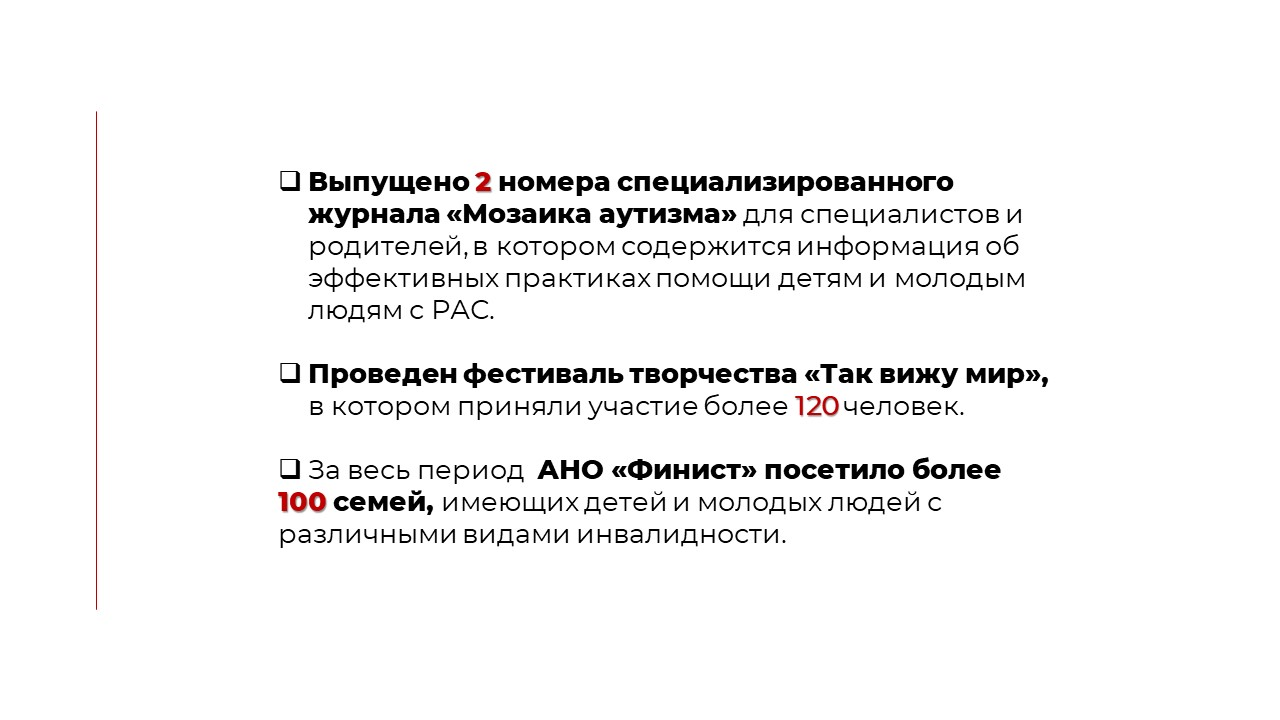 ❑ Выпущено 2 номера специализированного
журнала «Мозаика аутизма» для специалистов и
родителей, в котором содержится информация об
эффективных практиках помощи детям и молодым
людям с РАС.
❑ Проведен фестиваль творчества «Так вижу мир»,
в котором приняли участие более 120 человек.
❑ За весь период АНО «Финист» посетило более
100 семей, имеющих детей и молодых людей с
различными видами инвалидности.